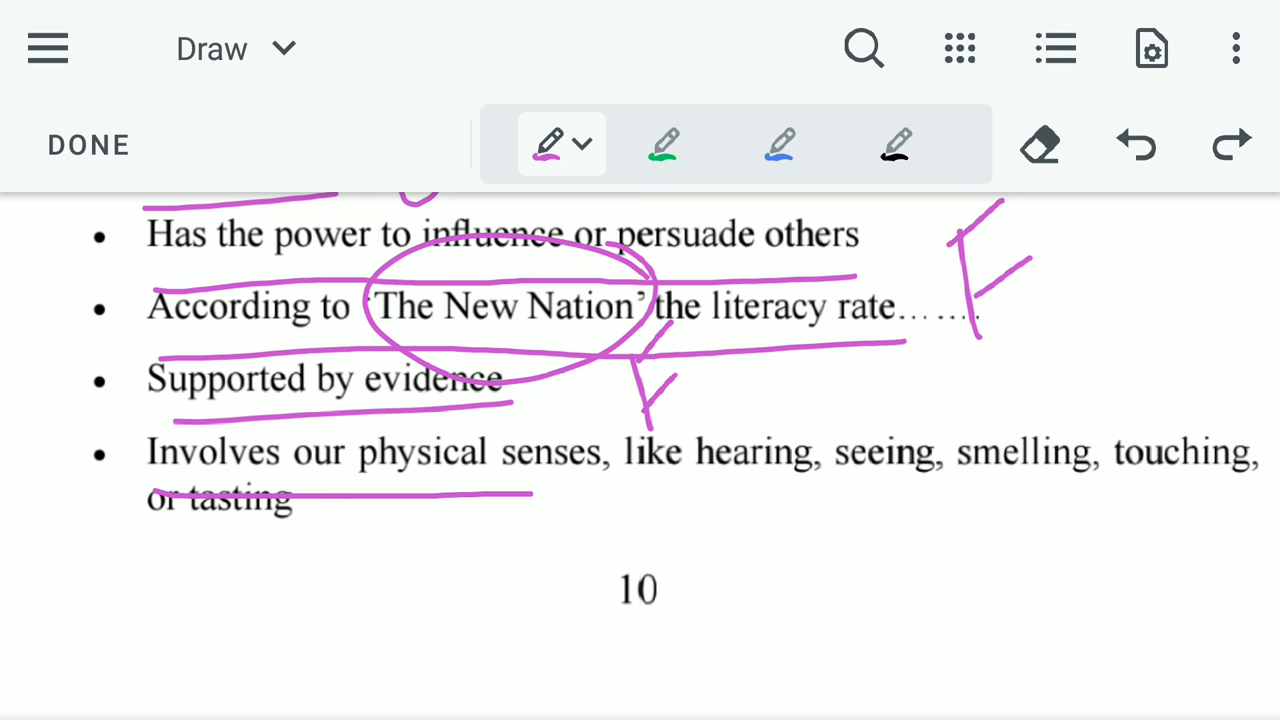 Draw
DONE
• Has the power to influence or persuade others
• According to ‘The New Nation’ the literacy rate…….
F
• Supported by evidence
F
• Involves our physical senses, like hearing, seeing, smelling, touching,
or tasting
10